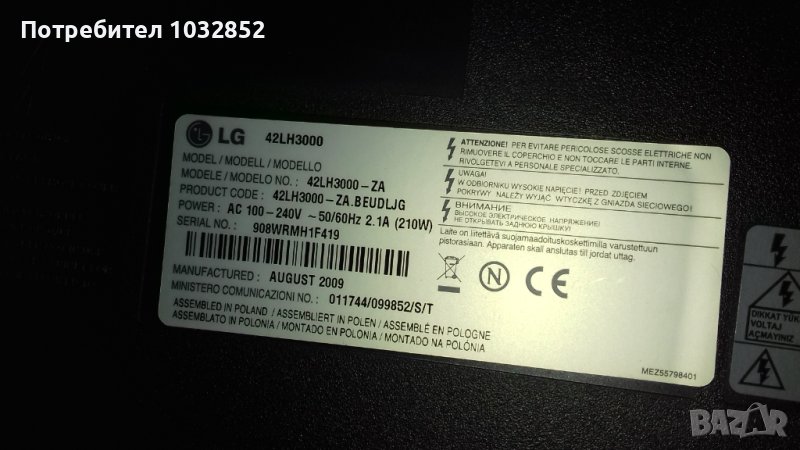 Потребител 1032852
LG 42LH3000
MODEL / MODELL / MODELLO
MODELE / MODELO NO. : 42LH3000-ZA
PRODUCT CODE : 42LH3000-ZA.BEUDLJG
POWER : AC 100-240V ~50/60Hz 2.1A (210W)
SERIAL NO. : 908WRMH1F419
MANUFACTURED : AUGUST 2009
MINISTERO COMUNICAZIONI NO. : 011744/099852/S/T
ASSEMBLED IN POLAND / ASSEMBLIERT IN POLEN / ASSEMBLÉ EN POLOGNE
ASSEMBLATO IN POLONIA / MONTADO EN POLONIA / MONTADO NA POLONIA
ATTENZIONE! PER EVITARE PERICOLOSE SCOSSE ELETTRICHE NON
RIMUOVERE IL COPERCHIO E NON TOCCARE LE PARTI INTERNE.
RIVOLGETEVI A PERSONALE SPECIALIZZATO.
UWAGA!
W ODBIORNIKU WYSOKIE NAPIĘCIE! PRZED ZDJĘCIEM
POKRYWY NALEŻY WYJĄĆ WTYCZKĘ Z GNIAZDA SIECIOWEGO!
ВНИМАНИЕ
ВЫСОКОЕ ЭЛЕКТРИЧЕСКОЕ НАПРЯЖЕНИЕ!
НЕ ОТКРЫВАТЬ ЗАДНЮЮ КРЫШКУ!
Laite on liitettävä suojamaadoituskoskettimilla varustettuun
pistorasiaan. Apparaten skall anslutas till jordat uttag.
N CE
MEZ55798401
DIKKAT
VOLTAJ
AÇMAYINIZ
BAZAR